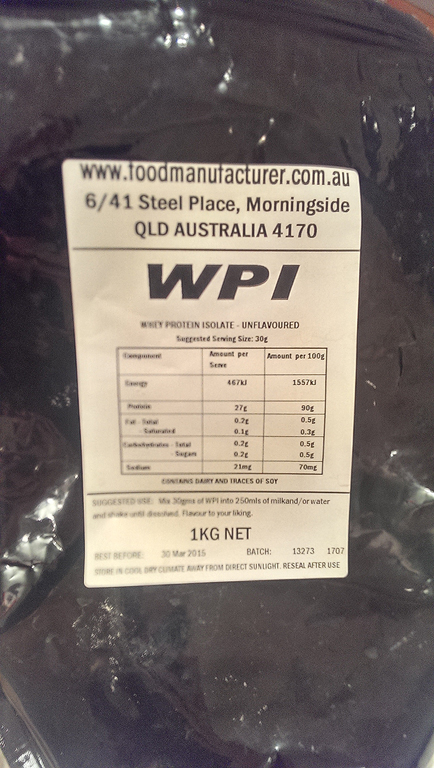 www.foodmanufacturer.com.au
6/41 Steel Place, Morningside
QLD AUSTRALIA 4170
WPI
WHEY PROTEIN ISOLATE - UNFLAVOURED
Suggested Serving Size: 30g
Component Amount per Serve Amount per 100g
Energy 467kJ 1557kJ
Protein 27g 90g
Fat - Total 0.2g 0.5g
- Saturated 0.1g 0.3g
Carbohydrates - Total 0.2g 0.5g
- Sugars 0.2g 0.5g
Sodium 21mg 70mg
CONTAINS DAIRY AND TRACES OF SOY
SUGGESTED USE: Mix 30gms of WPI into 250mls of milk and/or water
and shake until dissolved. Flavour to your liking.
1KG NET
BEST BEFORE: 30 Mar 2015 BATCH: 13273 1707
STORE IN COOL DRY CLIMATE AWAY FROM DIRECT SUNLIGHT. RESEAL AFTER USE